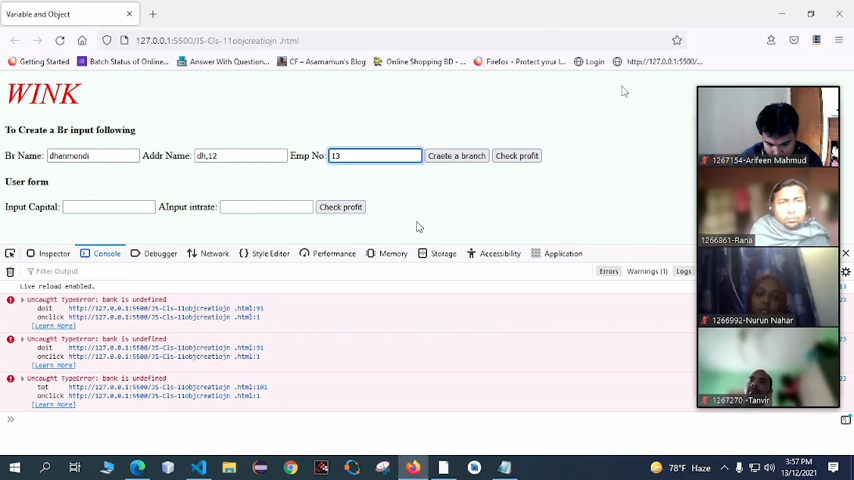 Variable and Object
127.0.0.1:5500/JS-Cls-11objcreatiojn .html
Getting Started Batch Status of Online... Answer With Question... CF – Asamamun's Blog Online Shopping BD - ... Firefox - Protect your l... Login http://127.0.0.1:5500/...
WINK
To Create a Br input following
Br Name: dhanmondi Addr Name: dh,12 Emp No: 13 Craete a branch Check profit
User form
Input Capital: AInput intrate: Check profit
1267154-Arifeen Mahmud
1266861-Rana
1266992-Nurun Nahar
1267270 -Tanvir
Inspector Console Debugger Network Style Editor Performance Memory Storage Accessibility Application
Filter Output Errors Warnings (1) Logs
Live reload enabled.
Uncaught TypeError: bank is undefined
doit http://127.0.0.1:5500/JS-Cls-11objcreatiojn .html:91
onclick http://127.0.0.1:5500/JS-Cls-11objcreatiojn .html:1
[Learn More]
Uncaught TypeError: bank is undefined
doit http://127.0.0.1:5500/JS-Cls-11objcreatiojn .html:91
onclick http://127.0.0.1:5500/JS-Cls-11objcreatiojn .html:1
[Learn More]
Uncaught TypeError: bank is undefined
tot http://127.0.0.1:5500/JS-Cls-11objcreatiojn .html:101
onclick http://127.0.0.1:5500/JS-Cls-11objcreatiojn .html:1
[Learn More]
78°F Haze
3:57 PM
13/12/2021